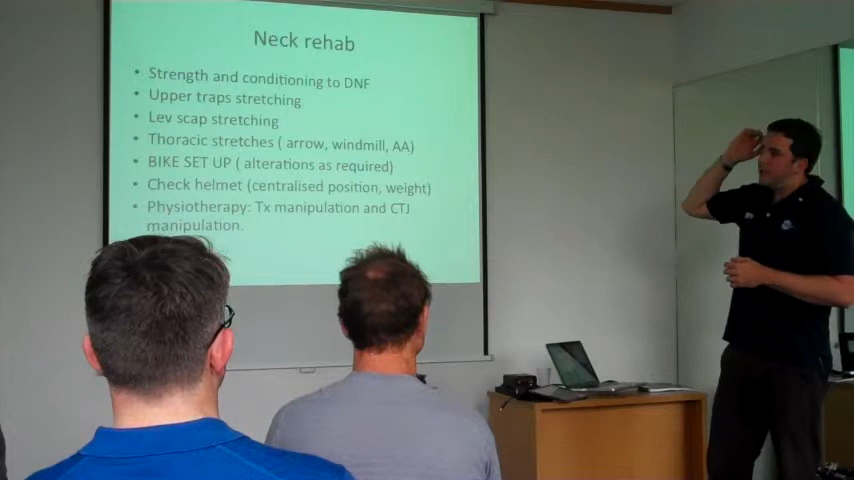 Neck rehab
• Strength and conditioning to DNF
• Upper traps stretching
• Lev scap stretching
• Thoracic stretches ( arrow, windmill, AA)
• BIKE SET UP ( alterations as required)
• Check helmet (centralised position, weight)
• Physiotherapy: Tx manipulation and CTJ
manipulation.